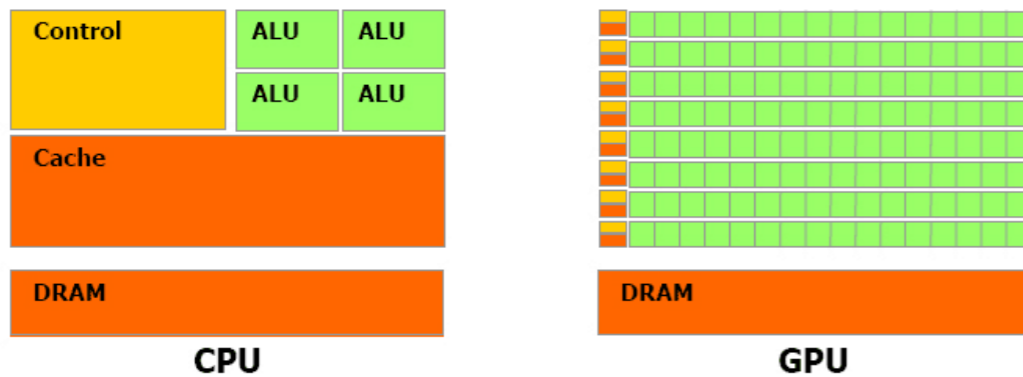 Control
ALU ALU
ALU ALU
Cache
DRAM
CPU
DRAM
GPU